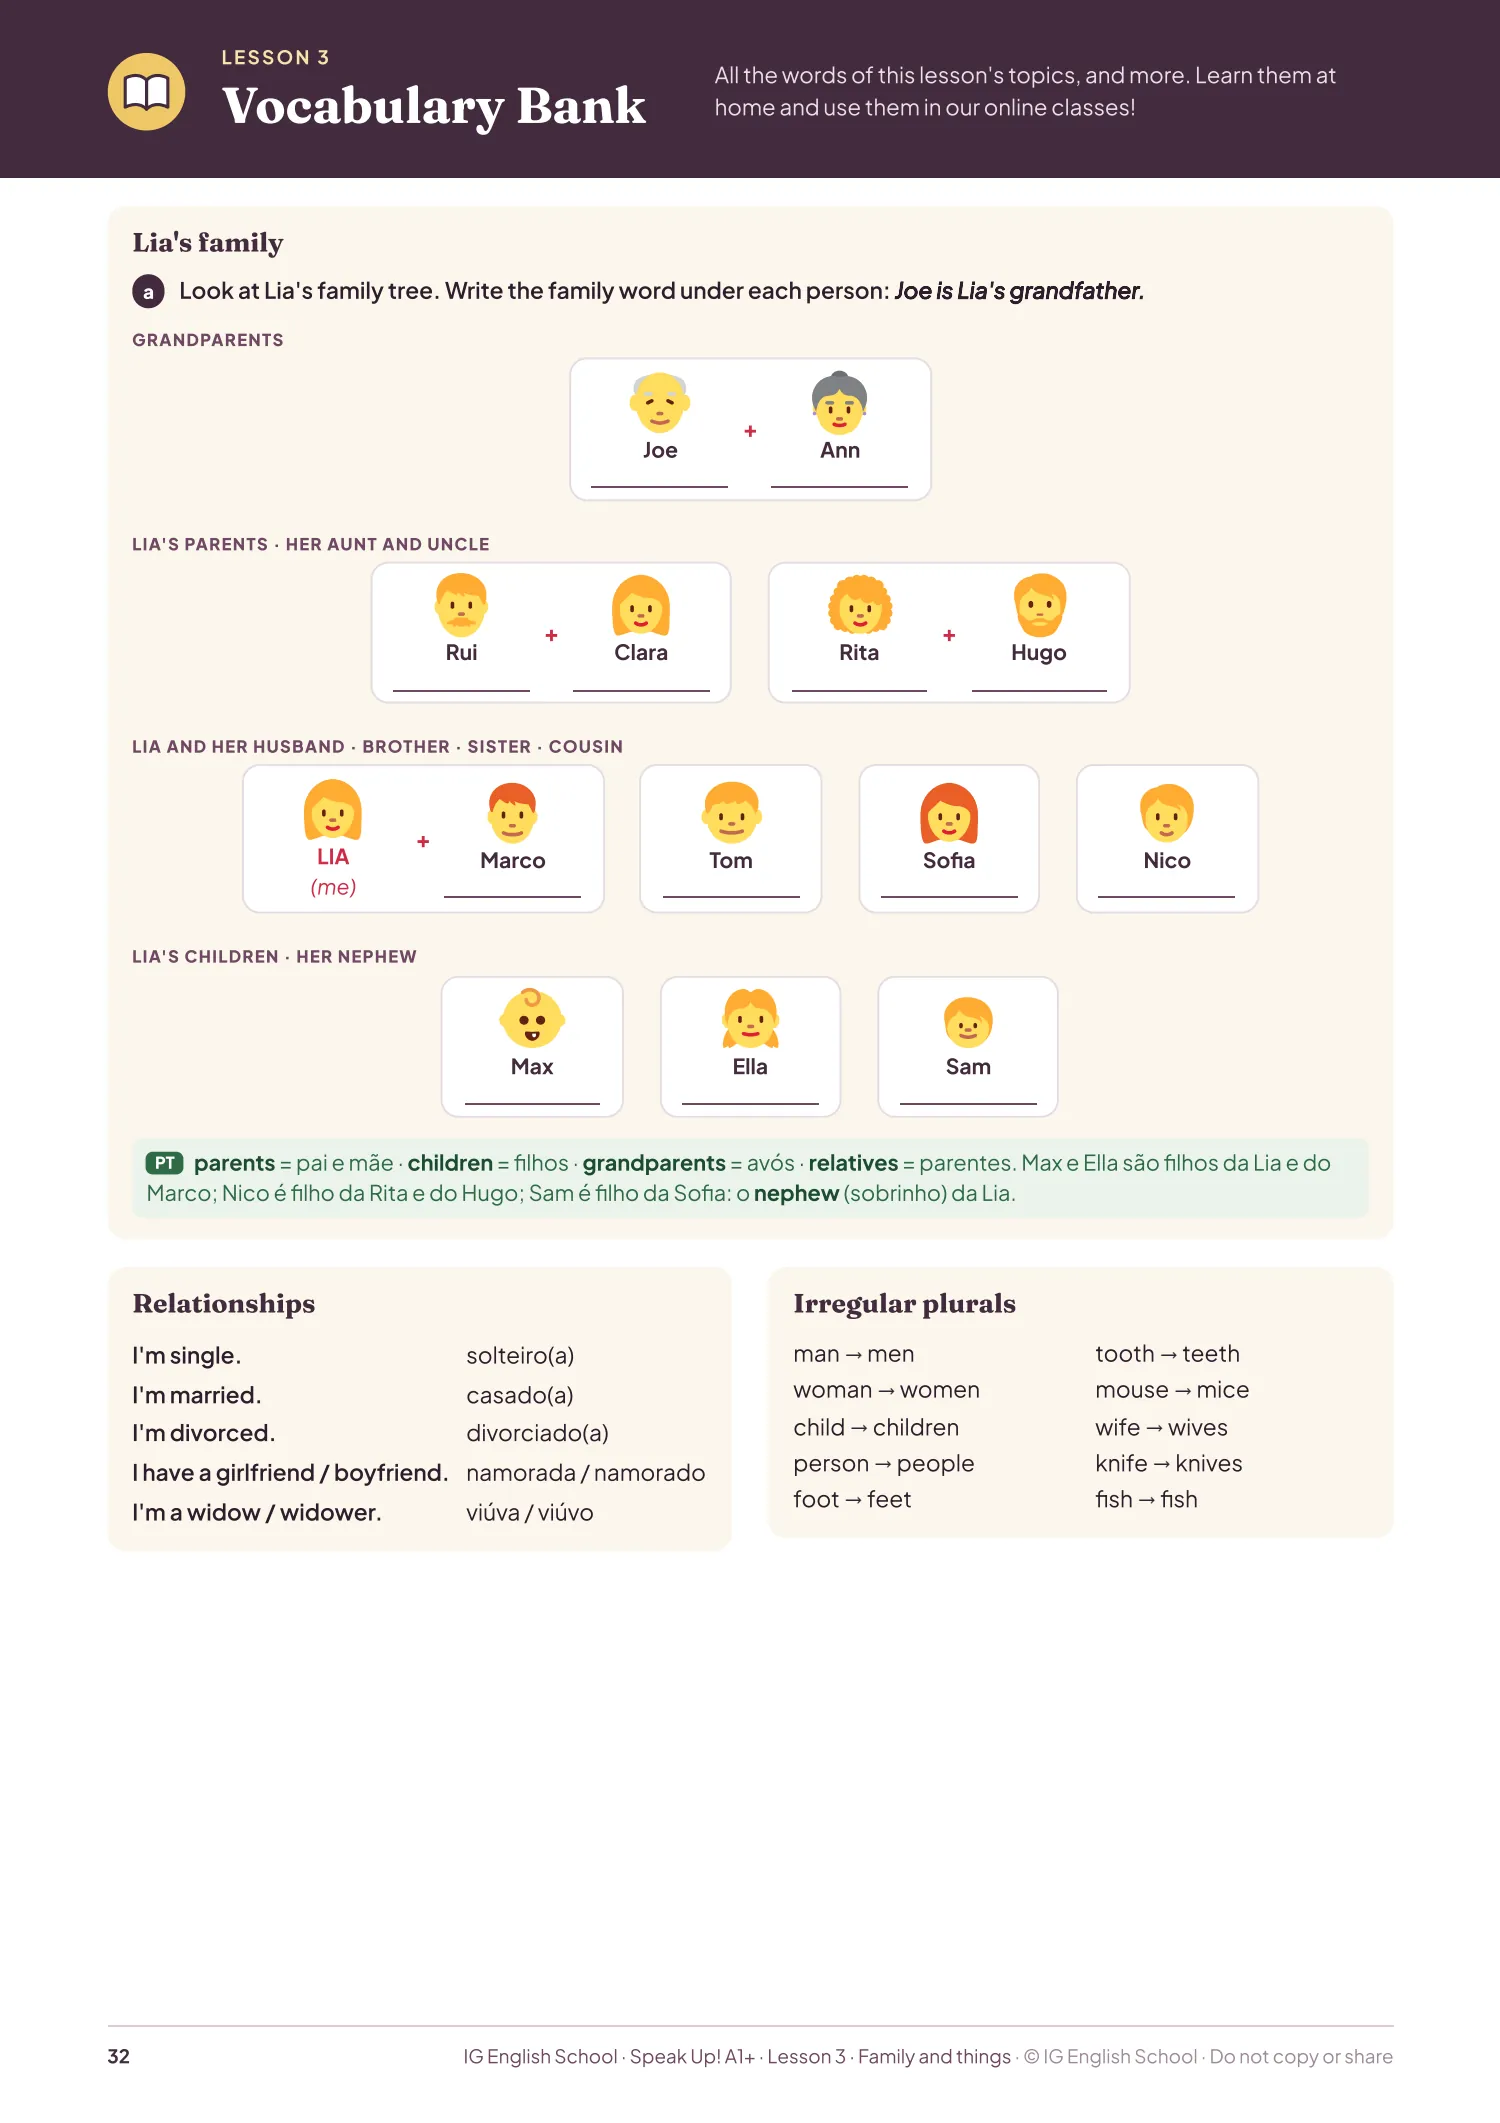 LESSON 3
Vocabulary Bank
All the words of this lesson's topics, and more. Learn them at
home and use them in our online classes!
Lia's family
a Look at Lia's family tree. Write the family word under each person: Joe is Lia's grandfather.
GRANDPARENTS
Joe + Ann
LIA'S PARENTS · HER AUNT AND UNCLE
Rui + Clara Rita + Hugo
LIA AND HER HUSBAND · BROTHER · SISTER · COUSIN
LIA + Marco Tom Sofia Nico
(me)
LIA'S CHILDREN · HER NEPHEW
Max Ella Sam
PT parents = pai e mãe · children = filhos · grandparents = avós · relatives = parentes. Max e Ella são filhos da Lia e do
Marco; Nico é filho da Rita e do Hugo; Sam é filho da Sofia: o nephew (sobrinho) da Lia.
Relationships
I'm single. solteiro(a)
I'm married. casado(a)
I'm divorced. divorciado(a)
I have a girlfriend / boyfriend. namorada / namorado
I'm a widow / widower. viúva / viúvo
Irregular plurals
man → men tooth → teeth
woman → women mouse → mice
child → children wife → wives
person → people knife → knives
foot → feet fish → fish
32 IG English School · Speak Up! A1+ · Lesson 3 · Family and things · © IG English School · Do not copy or share